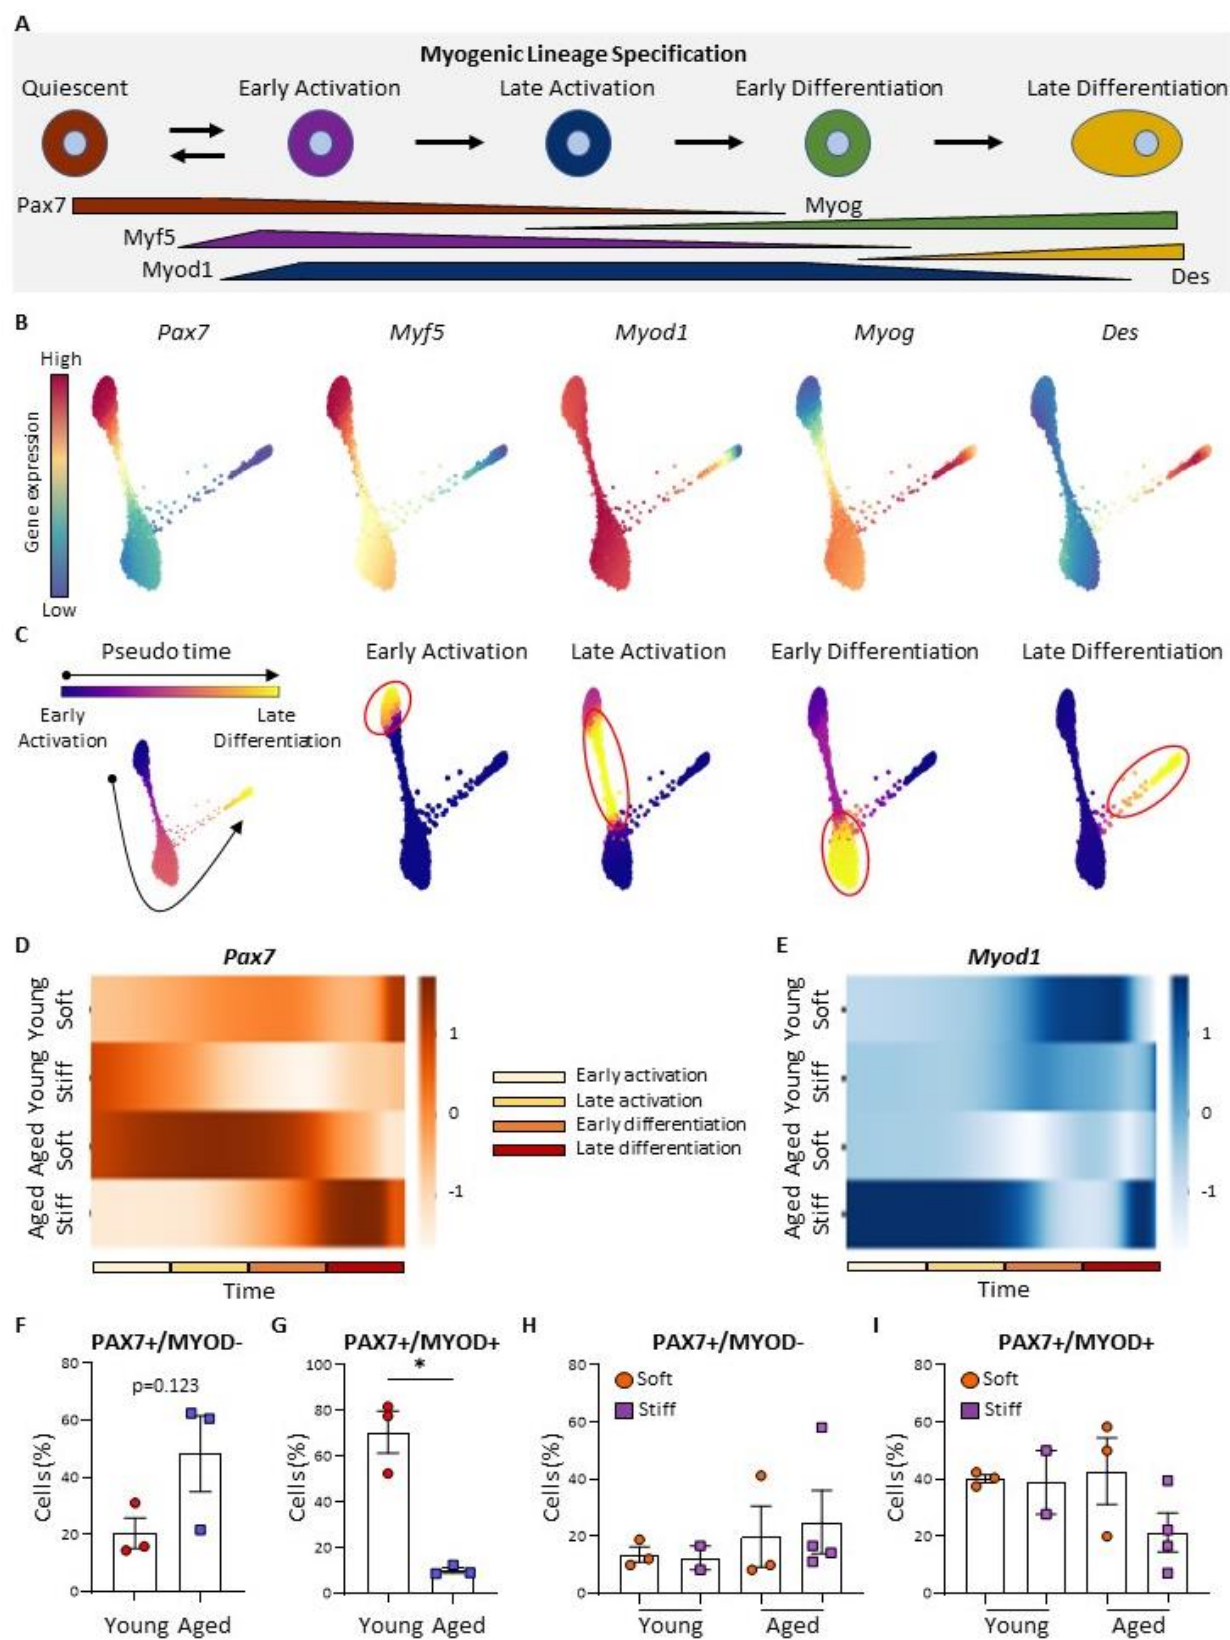 A
Myogenic Lineage Specification
Quiescent Early Activation Late Activation Early Differentiation Late Differentiation
Pax7 Myog
Myf5
Myod1 Des
B
Pax7 Myf5 Myod1 Myog Des
High
Gene expression
Low
C
Pseudo time
Early Activation Late Differentiation
Early Activation Late Activation Early Differentiation Late Differentiation
D
Pax7
Young Soft
Young Stiff
Aged Soft
Aged Stiff
1
0
-1
Time
Early activation
Late activation
Early differentiation
Late differentiation
E
Myod1
Young Soft
Young Stiff
Aged Soft
Aged Stiff
1
0
-1
Time
F
PAX7+/MYOD-
p=0.123
Cells (%)
80
60
40
20
0
Young Aged
G
PAX7+/MYOD+
*
Cells (%)
100
80
60
40
20
0
Young Aged
H
PAX7+/MYOD-
Soft
Stiff
Cells (%)
80
60
40
20
0
Young Aged
I
PAX7+/MYOD+
Soft
Stiff
Cells (%)
80
60
40
20
0
Young Aged